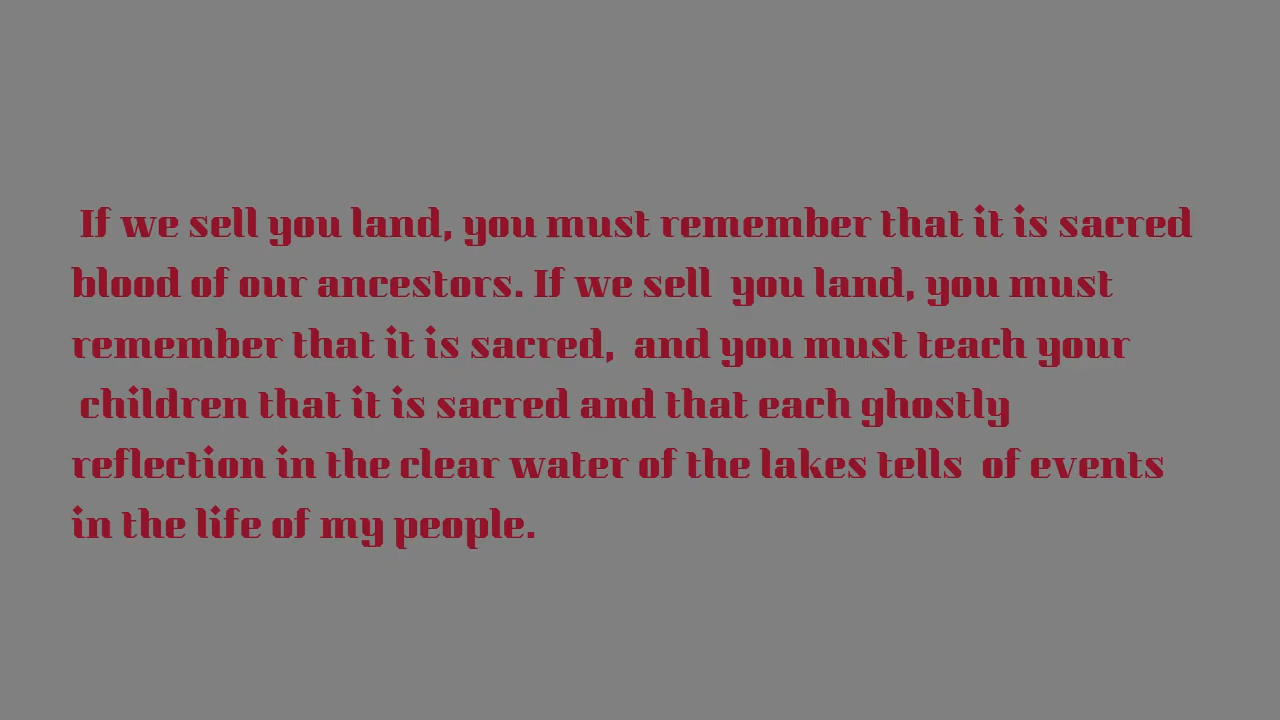 If we sell you land, you must remember that it is sacred
blood of our ancestors. If we sell you land, you must
remember that it is sacred, and you must teach your
children that it is sacred and that each ghostly
reflection in the clear water of the lakes tells of events
in the life of my people.